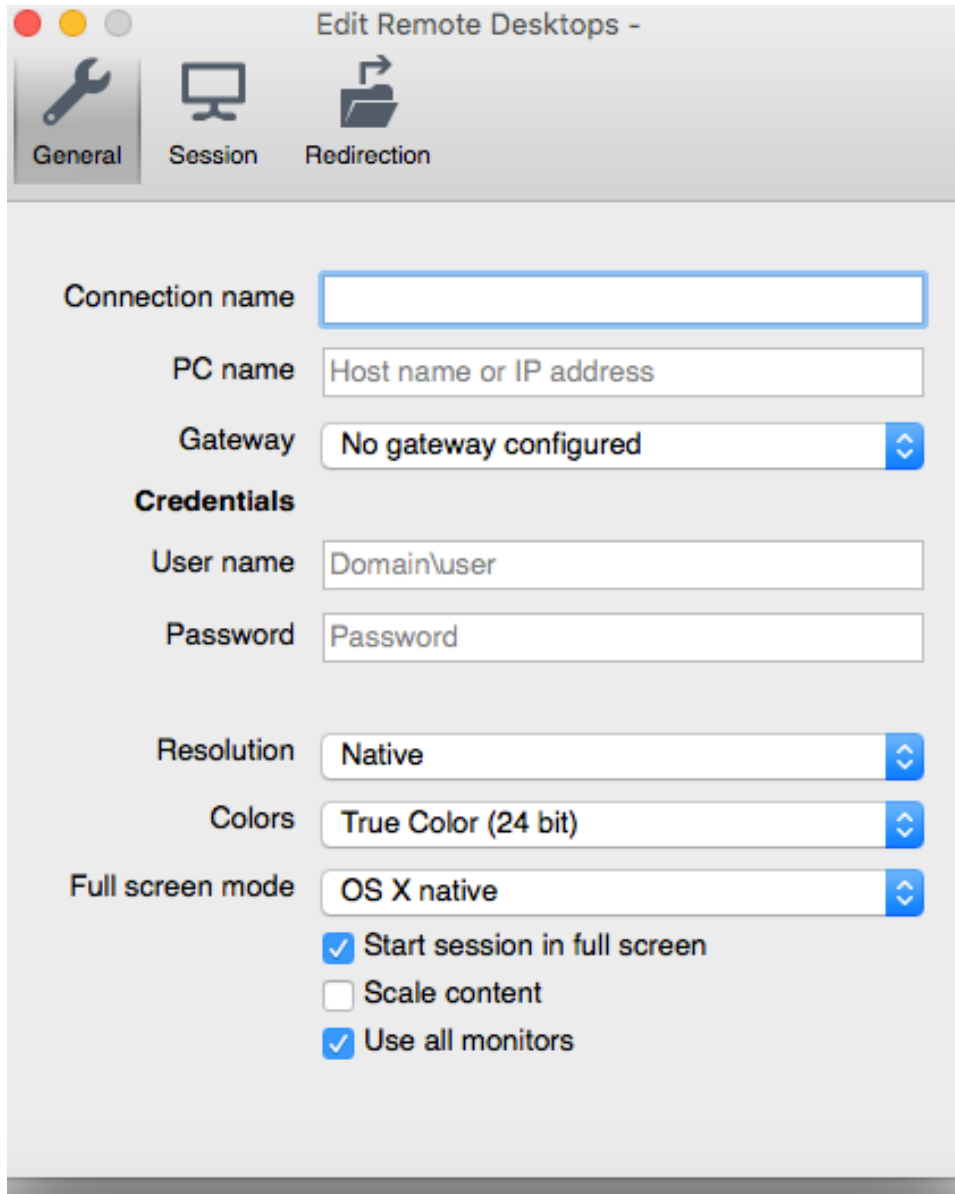 Edit Remote Desktops -
General Session Redirection
Connection name
PC name Host name or IP address
Gateway No gateway configured
Credentials
User name Domain\user
Password Password
Resolution Native
Colors True Color (24 bit)
Full screen mode OS X native
Start session in full screen
Scale content
Use all monitors